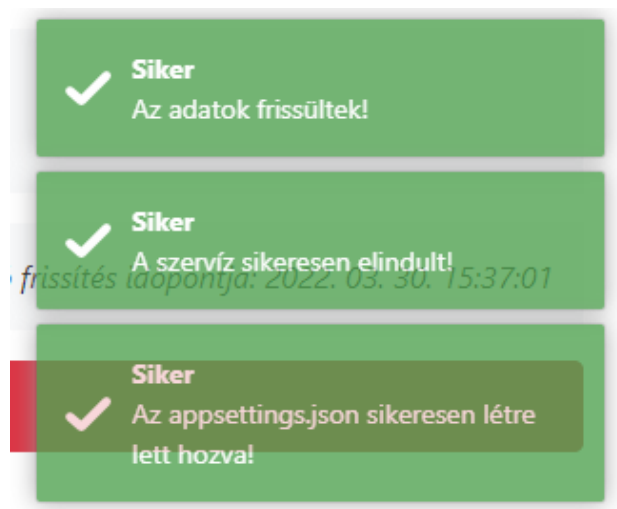 Siker
Az adatok frissültek!
Siker
A szervíz sikeresen elindult!
frissítés időpontja: 2022. 03. 30. 15:37:01
Siker
Az appsettings.json sikeresen létre
lett hozva!